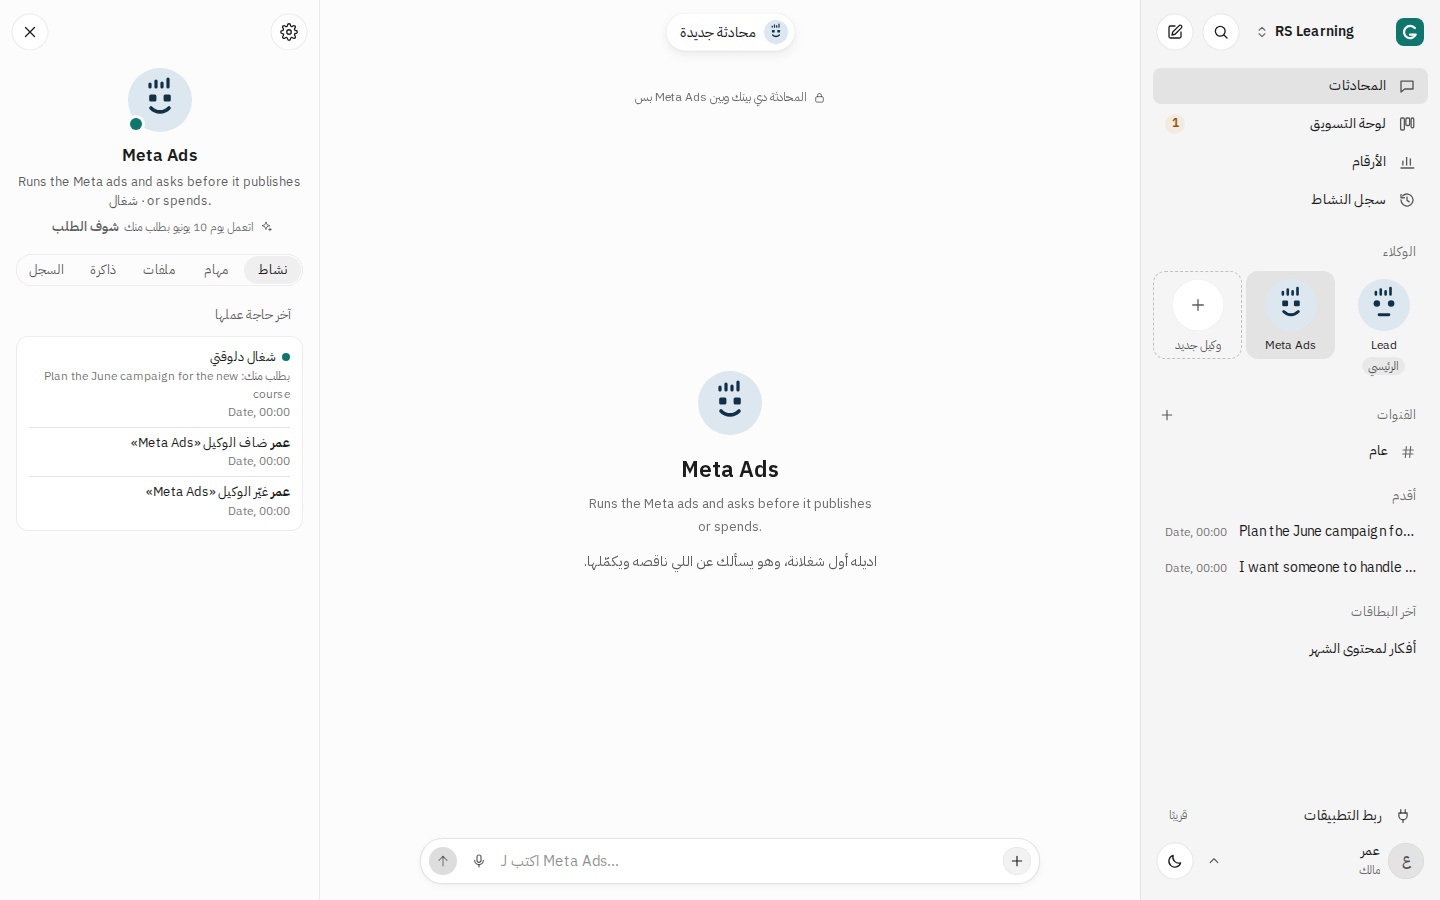 RS Learning
المحادثات
لوحة التسويق
1
الأرقام
سجل النشاط
الوكلاء
Lead
الرئيسي
Meta Ads
وكيل جديد
القنوات
عام
أقدم
Plan the June campaign fo...
Date, 00:00
I want someone to handle ...
Date, 00:00
آخر البطاقات
أفكار لمحتوى الشهر
ربط التطبيقات
قريبًا
ع
عمر
مالك
محادثة جديدة
المحادثة دي بينك وبين Meta Ads بس
Meta Ads
Runs the Meta ads and asks before it publishes
or spends.
اديله أول شغلانة، وهو يسألك عن اللي ناقصه ويكمّلها.
اكتب لـ Meta Ads...
Meta Ads
Runs the Meta ads and asks before it publishes
or spends. · شغال
اتعمل يوم 10 يونيو بطلب منك شوف الطلب
نشاط
مهام
ملفات
ذاكرة
السجل
آخر حاجة عملها
شغال دلوقتي
بطلب منك: Plan the June campaign for the new
course
Date, 00:00
عمر ضاف الوكيل «Meta Ads»
Date, 00:00
عمر غيّر الوكيل «Meta Ads»
Date, 00:00